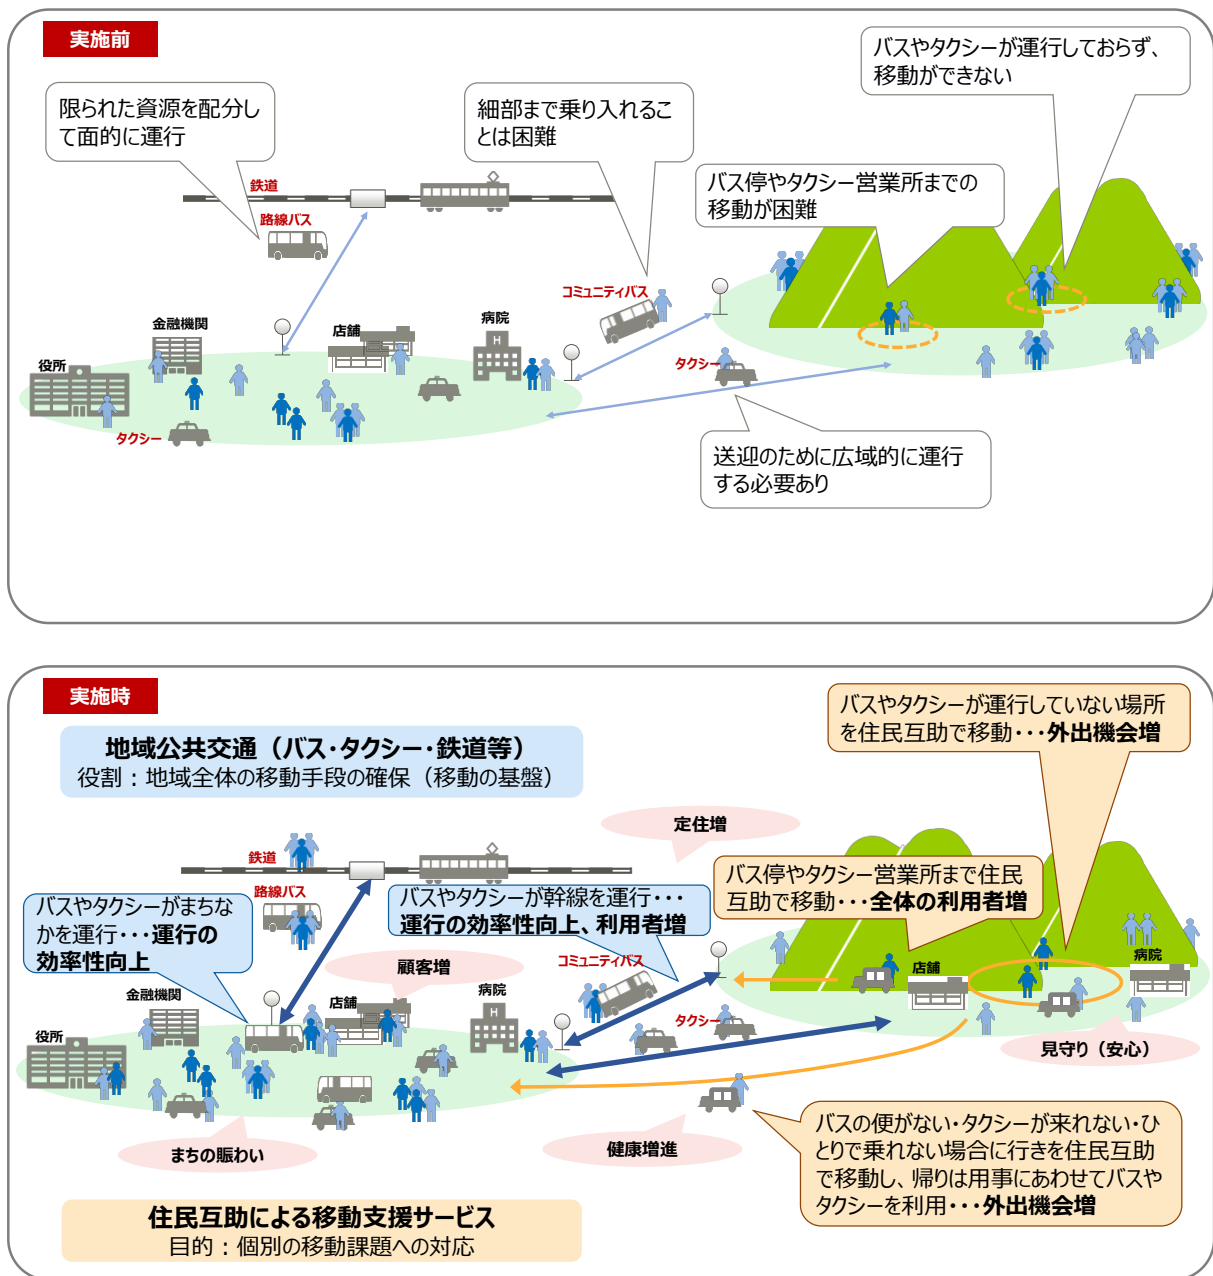 実施前
バスやタクシーが運行しておらず、
移動ができない
限られた資源を配分し
て面的に運行
細部まで乗り入れるこ
とは困難
バス停やタクシー営業所までの
移動が困難
鉄道
路線バス
コミュニティバス
金融機関
店舗
病院
H
役所
タクシー
タクシー
送迎のために広域的に運行
する必要あり
実施時
バスやタクシーが運行していない場所
を住民互助で移動・・・外出機会増
地域公共交通（バス・タクシー・鉄道等）
役割：地域全体の移動手段の確保（移動の基盤）
定住増
鉄道
バス停やタクシー営業所まで住民
互助で移動・・・全体の利用者増
路線バス
バスやタクシーがまちな
かを運行・・・運行の
効率性向上
バスやタクシーが幹線を運行・・・
運行の効率性向上、利用者増
顧客増
コミュニティバス
店舗
病院
金融機関
店舗
病院
H
役所
タクシー
見守り（安心）
まちの賑わい
健康増進
バスの便がない・タクシーが来れない・ひ
とりで乗れない場合に行きを住民互助
で移動し、帰りは用事にあわせてバスや
タクシーを利用・・・外出機会増
住民互助による移動支援サービス
目的：個別の移動課題への対応